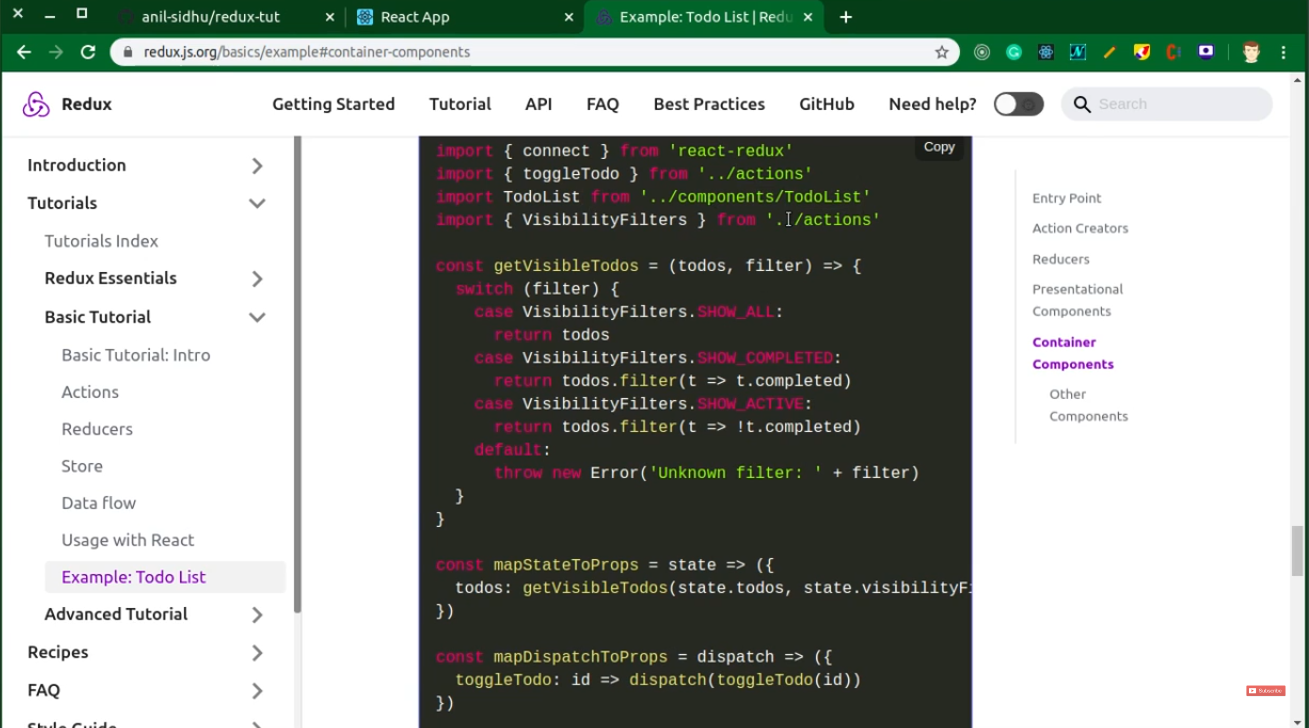 anil-sidhu/redux-tut
React App
Example: Todo List | Redu
redux.js.org/basics/example#container-components
Redux
Getting Started
Tutorial
API
FAQ
Best Practices
GitHub
Need help?
Search
Introduction
Tutorials
Tutorials Index
Redux Essentials
Basic Tutorial
Basic Tutorial: Intro
Actions
Reducers
Store
Data flow
Usage with React
Example: Todo List
Advanced Tutorial
Recipes
FAQ
Style Guide
Copy
import { connect } from 'react-redux'
import { toggleTodo } from '../actions'
import TodoList from '../components/TodoList'
import { VisibilityFilters } from '../actions'
const getVisibleTodos = (todos, filter) => {
switch (filter) {
case VisibilityFilters.SHOW_ALL:
return todos
case VisibilityFilters.SHOW_COMPLETED:
return todos.filter(t => t.completed)
case VisibilityFilters.SHOW_ACTIVE:
return todos.filter(t => !t.completed)
default:
throw new Error('Unknown filter: ' + filter)
}
}
const mapStateToProps = state => ({
todos: getVisibleTodos(state.todos, state.visibilityFi
})
const mapDispatchToProps = dispatch => ({
toggleTodo: id => dispatch(toggleTodo(id))
})
Entry Point
Action Creators
Reducers
Presentational
Components
Container
Components
Other
Components
Subscribe